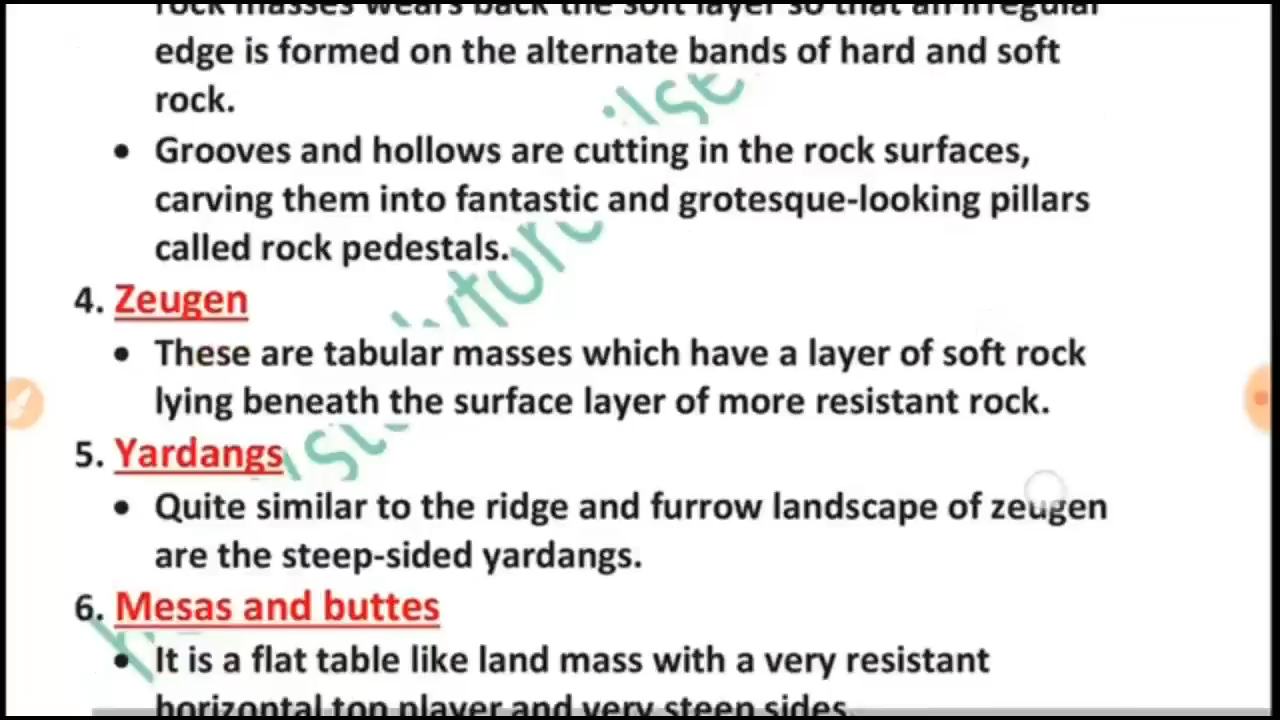 rock masses wears back the soft layer so that an irregular
edge is formed on the alternate bands of hard and soft
rock.
• Grooves and hollows are cutting in the rock surfaces,
carving them into fantastic and grotesque-looking pillars
called rock pedestals.
4. Zeugen
• These are tabular masses which have a layer of soft rock
lying beneath the surface layer of more resistant rock.
5. Yardangs
• Quite similar to the ridge and furrow landscape of zeugen
are the steep-sided yardangs.
6. Mesas and buttes
• It is a flat table like land mass with a very resistant
horizontal top player and very steep sides.